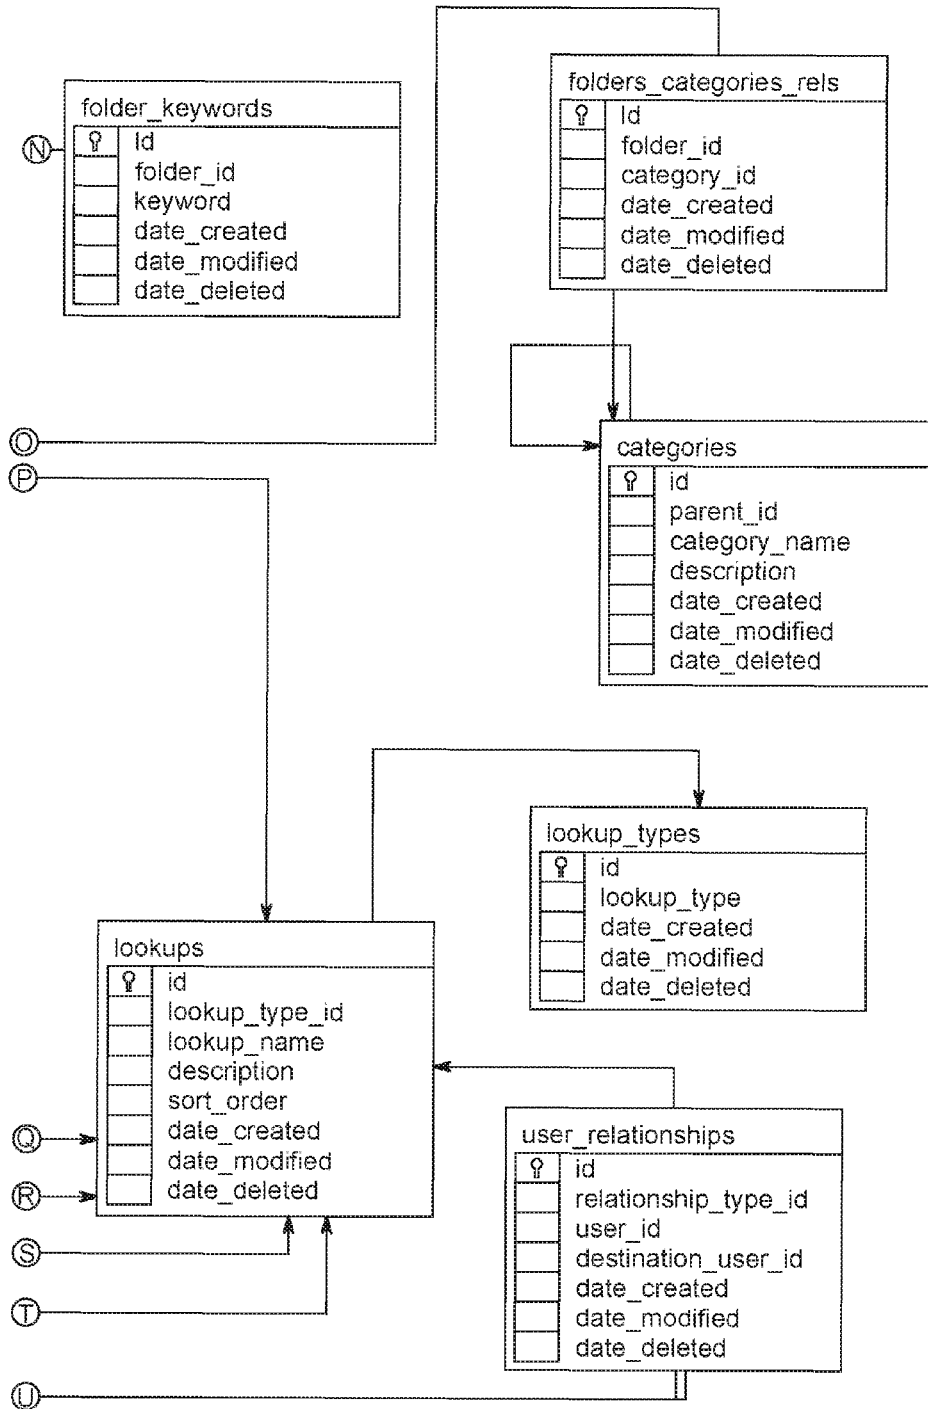 folder_keywords
Id
folder_id
keyword
date_created
date_modified
date_deleted
N
folders_categories_rels
Id
folder_id
category_id
date_created
date_modified
date_deleted
O
P
categories
id
parent_id
category_name
description
date_created
date_modified
date_deleted
lookup_types
id
lookup_type
date_created
date_modified
date_deleted
lookups
id
lookup_type_id
lookup_name
description
sort_order
date_created
date_modified
date_deleted
Q
R
S
T
user_relationships
id
relationship_type_id
user_id
destination_user_id
date_created
date_modified
date_deleted
U